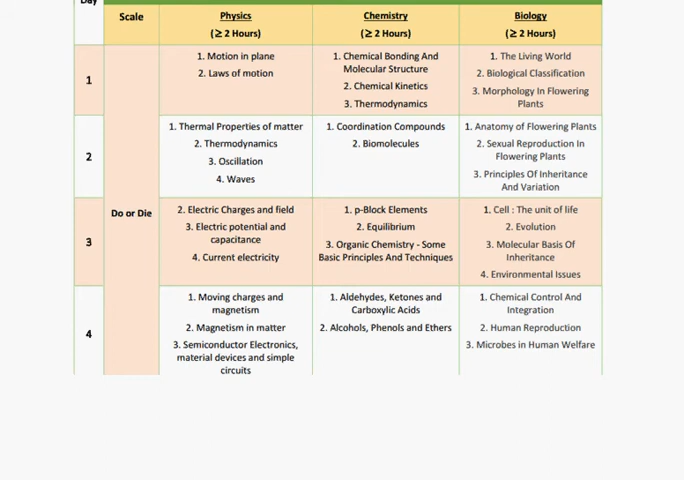 Day
Scale
Physics
(≥ 2 Hours)
Chemistry
(≥ 2 Hours)
Biology
(≥ 2 Hours)
1
1. Motion in plane
2. Laws of motion
1. Chemical Bonding And
Molecular Structure
2. Chemical Kinetics
3. Thermodynamics
1. The Living World
2. Biological Classification
3. Morphology In Flowering
Plants
2
1. Thermal Properties of matter
2. Thermodynamics
3. Oscillation
4. Waves
1. Coordination Compounds
2. Biomolecules
1. Anatomy of Flowering Plants
2. Sexual Reproduction In
Flowering Plants
3. Principles Of Inheritance
And Variation
Do or Die
3
2. Electric Charges and field
3. Electric potential and
capacitance
4. Current electricity
1. p-Block Elements
2. Equilibrium
3. Organic Chemistry - Some
Basic Principles And Techniques
1. Cell : The unit of life
2. Evolution
3. Molecular Basis Of
Inheritance
4. Environmental Issues
4
1. Moving charges and
magnetism
2. Magnetism in matter
3. Semiconductor Electronics,
material devices and simple
circuits
1. Aldehydes, Ketones and
Carboxylic Acids
2. Alcohols, Phenols and Ethers
1. Chemical Control And
Integration
2. Human Reproduction
3. Microbes in Human Welfare